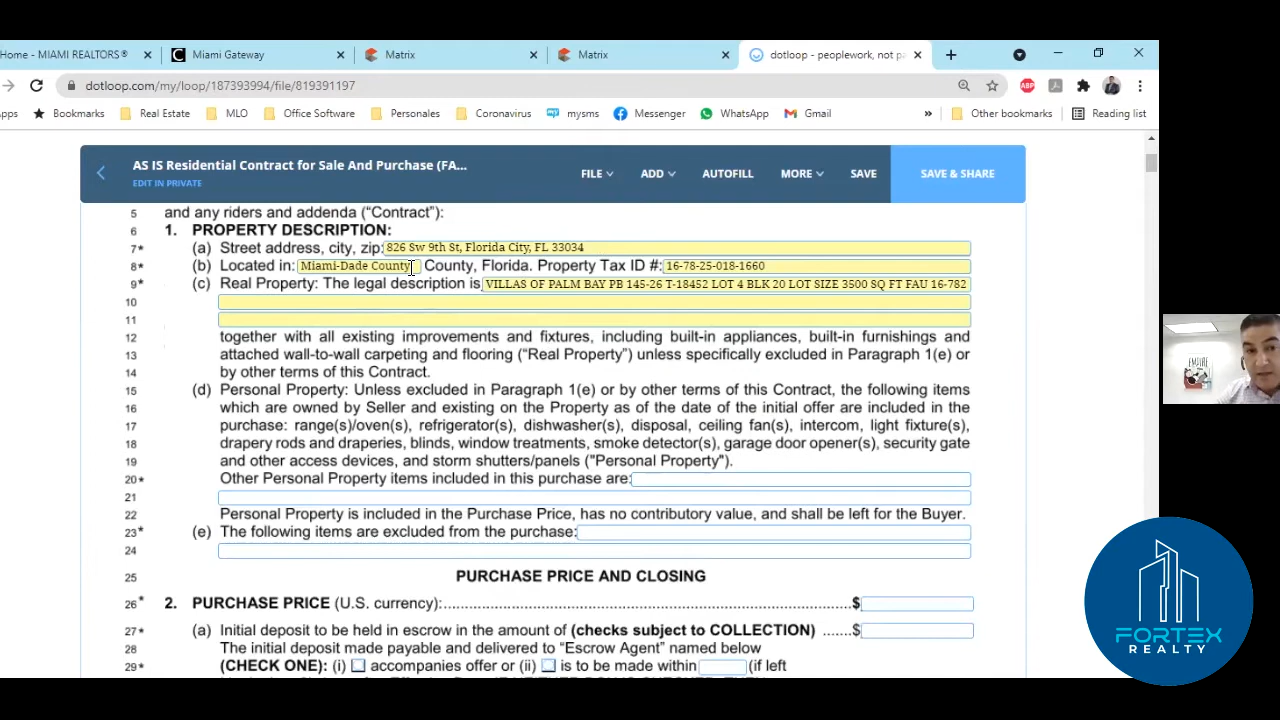 Home - MIAMI REALTORS® × Miami Gateway × Matrix × Matrix × dotloop - peoplework, not pa × +
dotloop.com/my/loop/187393994/file/819391197 ABP
Apps Bookmarks Real Estate MLO Office Software Personales Coronavirus mysms Messenger WhatsApp Gmail » Other bookmarks Reading list
AS IS Residential Contract for Sale And Purchase (FA...
EDIT IN PRIVATE
FILE ADD AUTOFILL MORE SAVE SAVE & SHARE
5 and any riders and addenda (“Contract”):
6 1. PROPERTY DESCRIPTION:
7* (a) Street address, city, zip: 826 Sw 9th St, Florida City, FL 33034
8* (b) Located in: Miami-Dade County County, Florida. Property Tax ID #: 16-78-25-018-1660
9* (c) Real Property: The legal description is VILLAS OF PALM BAY PB 145-26 T-18452 LOT 4 BLK 20 LOT SIZE 3500 SQ FT FAU 16-782
10
11
12 together with all existing improvements and fixtures, including built-in appliances, built-in furnishings and
13 attached wall-to-wall carpeting and flooring (“Real Property”) unless specifically excluded in Paragraph 1(e) or
14 by other terms of this Contract.
15 (d) Personal Property: Unless excluded in Paragraph 1(e) or by other terms of this Contract, the following items
16 which are owned by Seller and existing on the Property as of the date of the initial offer are included in the
17 purchase: range(s)/oven(s), refrigerator(s), dishwasher(s), disposal, ceiling fan(s), intercom, light fixture(s),
18 drapery rods and draperies, blinds, window treatments, smoke detector(s), garage door opener(s), security gate
19 and other access devices, and storm shutters/panels ("Personal Property").
20* Other Personal Property items included in this purchase are:
21
22 Personal Property is included in the Purchase Price, has no contributory value, and shall be left for the Buyer.
23* (e) The following items are excluded from the purchase:
24
25 PURCHASE PRICE AND CLOSING
26* 2. PURCHASE PRICE (U.S. currency):........................................................................................$
27* (a) Initial deposit to be held in escrow in the amount of (checks subject to COLLECTION) .......$
28 The initial deposit made payable and delivered to “Escrow Agent” named below
29* (CHECK ONE): (i) accompanies offer or (ii) is to be made within (if left
EMPIRE
FORTEX
REALTY